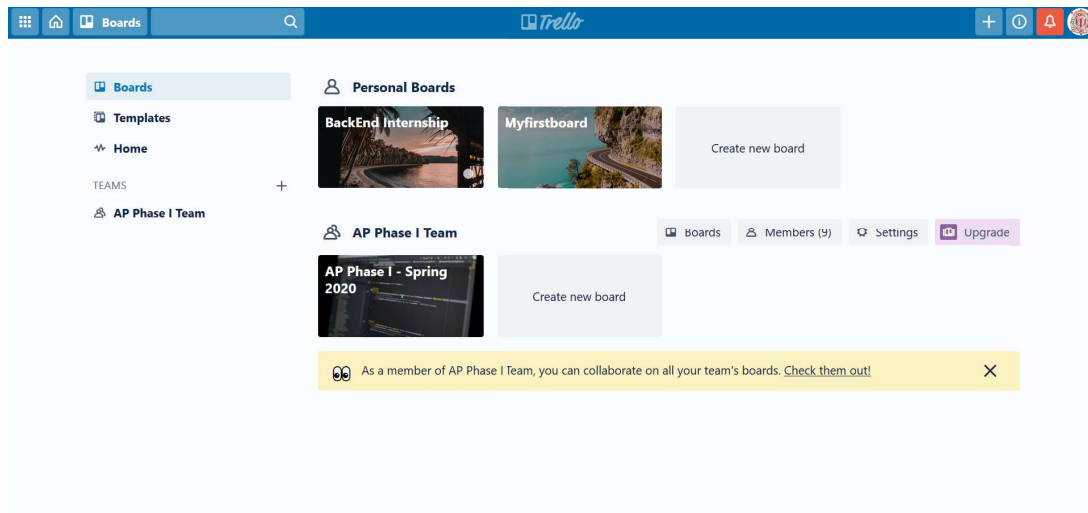 Boards
Trello
Boards
Templates
Home
TEAMS
AP Phase I Team
Personal Boards
BackEnd Internship
Myfirstboard
Create new board
AP Phase I Team
Boards
Members (9)
Settings
Upgrade
AP Phase I - Spring
2020
Create new board
As a member of AP Phase I Team, you can collaborate on all your team's boards. Check them out!